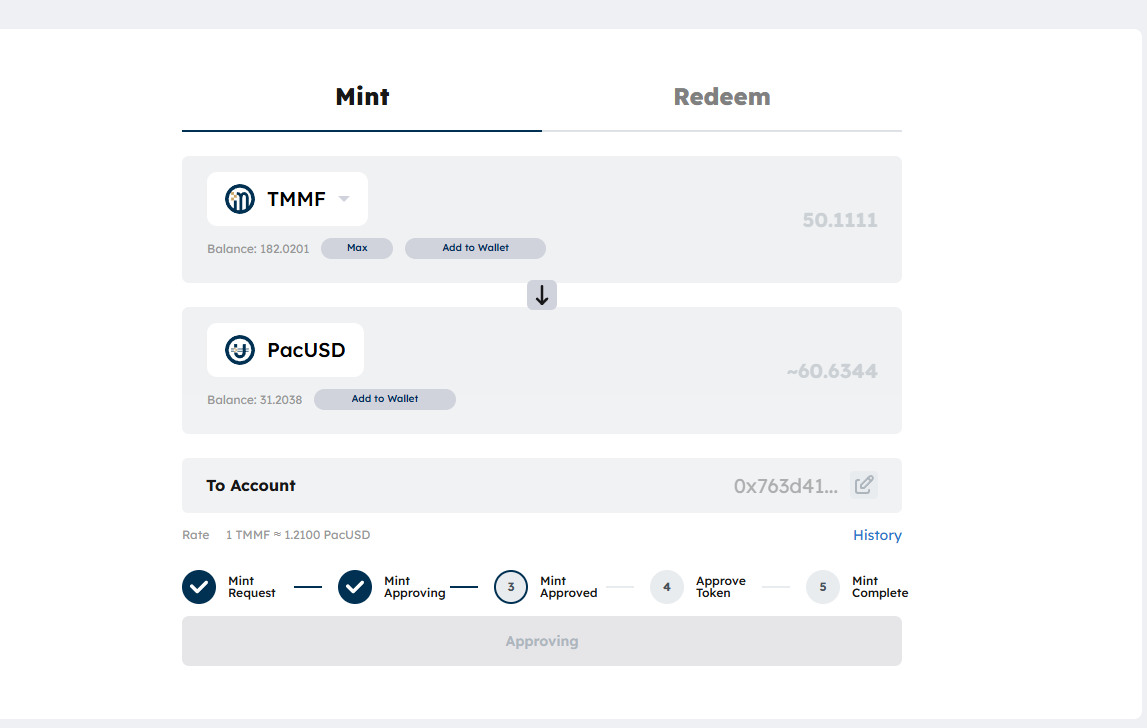 Mint Redeem
TMMF 50.1111
Balance: 182.0201 Max Add to Wallet
PacUSD ~60.6344
Balance: 31.2038 Add to Wallet
To Account 0x763d41...
Rate 1 TMMF ≈ 1.2100 PacUSD History
Mint Request
Mint Approving
3 Mint Approved
4 Approve Token
5 Mint Complete
Approving